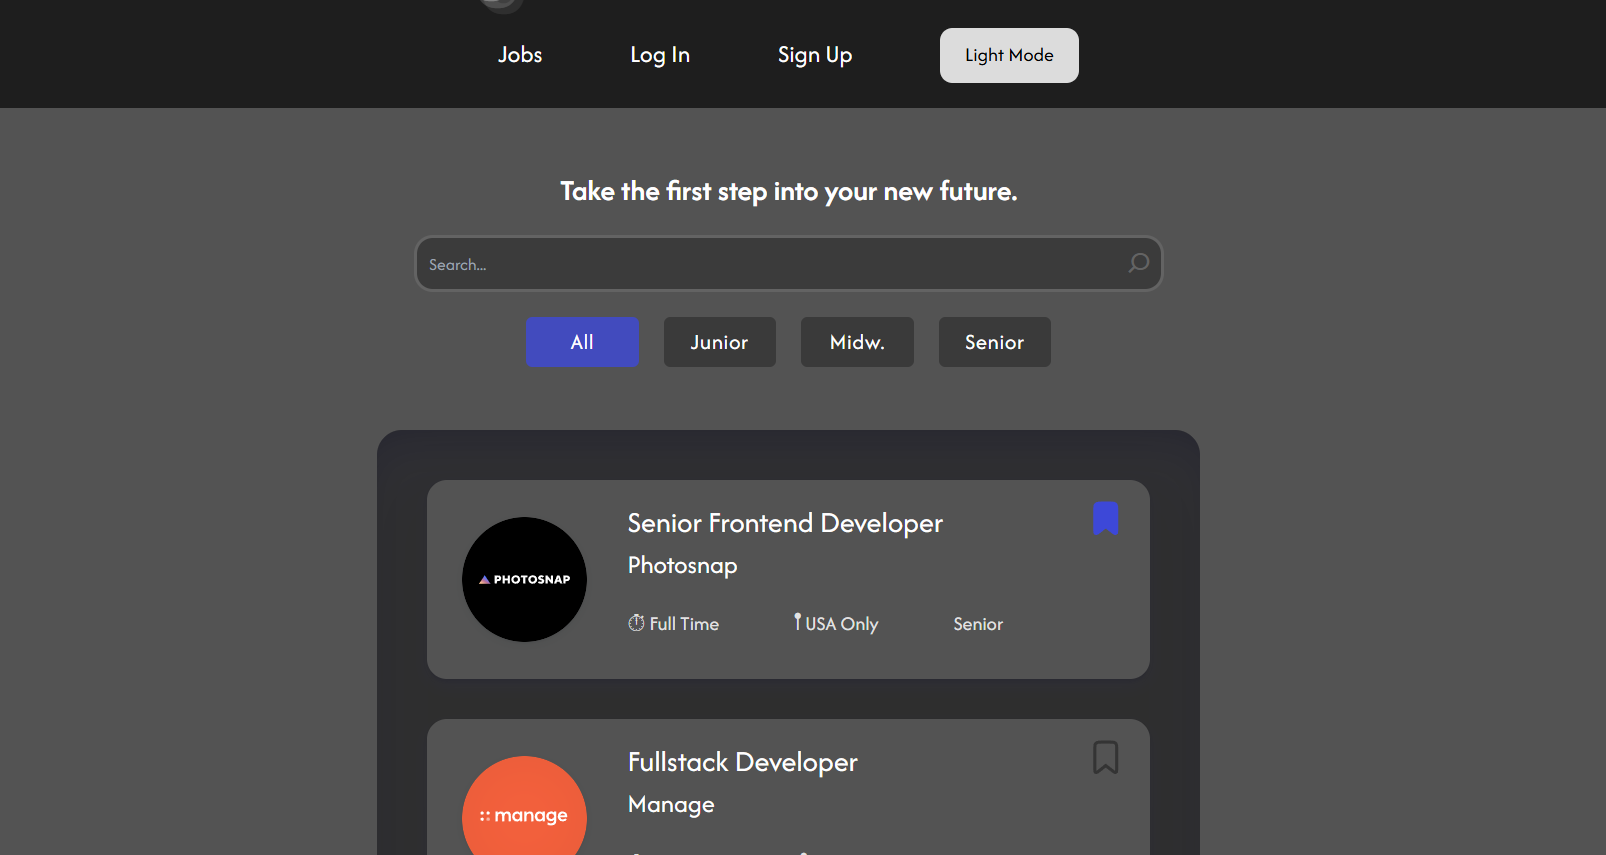 Jobs Log In Sign Up Light Mode
Take the first step into your new future.
Search...
All Junior Midw. Senior
Senior Frontend Developer
PHOTOSNAP
Photosnap
Full Time USA Only Senior
Fullstack Developer
manage
Manage